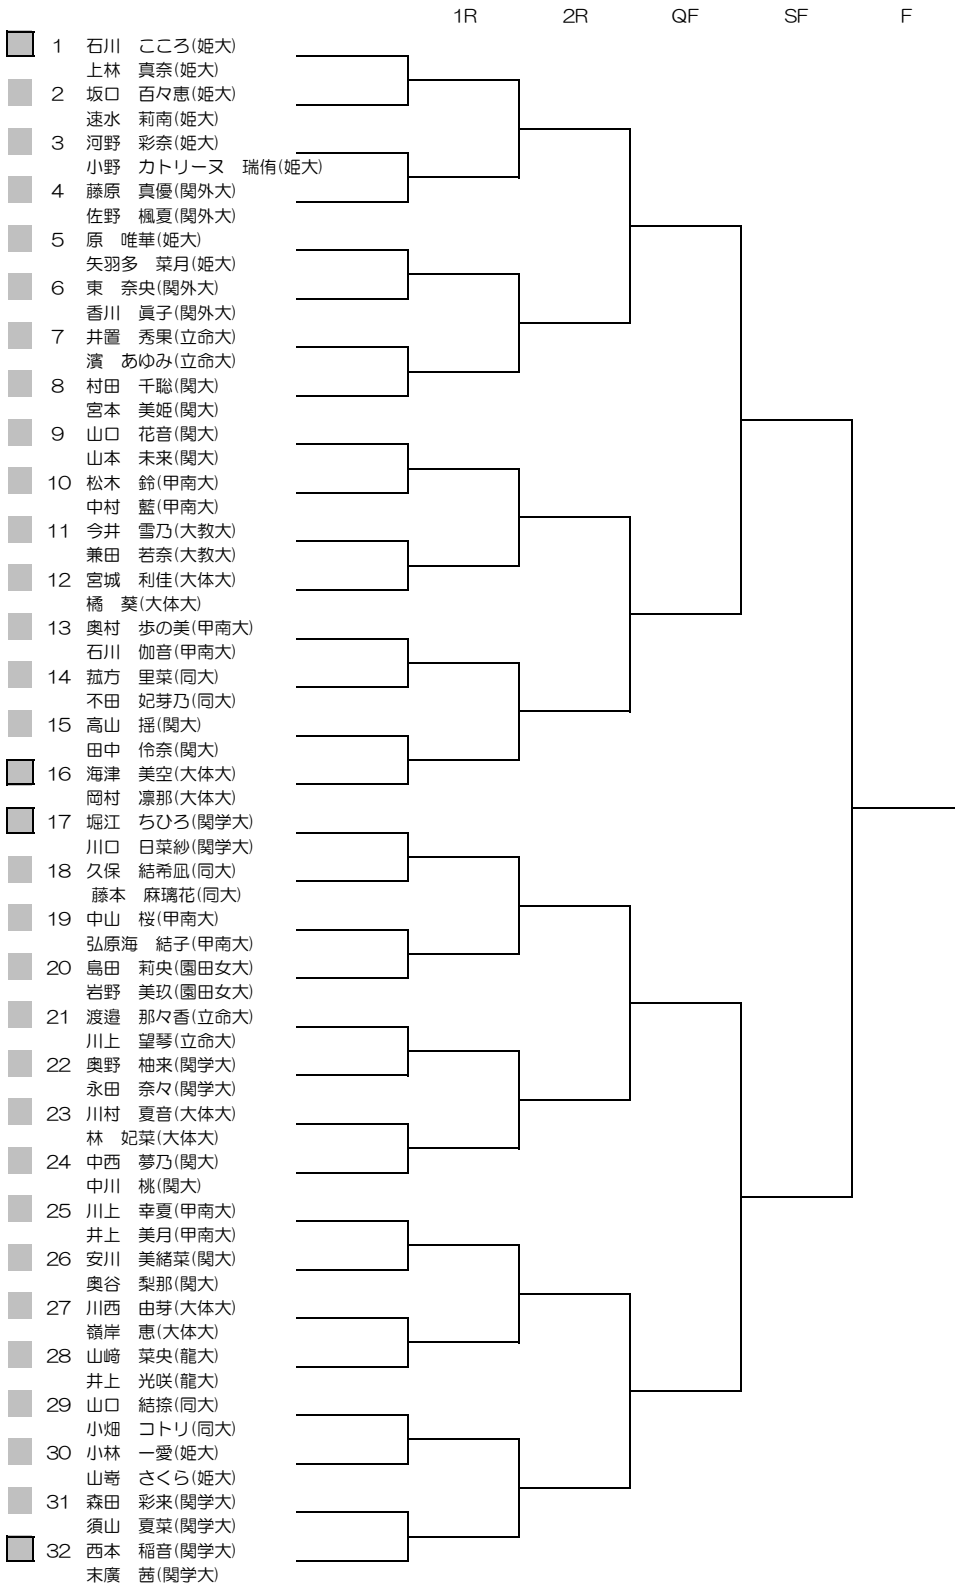 1R 2R QF SF F
1 石川 こころ(姫大)
上林 真奈(姫大)
2 坂口 百々恵(姫大)
速水 莉南(姫大)
3 河野 彩奈(姫大)
小野 カトリーヌ 瑞侑(姫大)
4 藤原 真優(関外大)
佐野 楓夏(関外大)
5 原 唯華(姫大)
矢羽多 菜月(姫大)
6 東 奈央(関外大)
香川 眞子(関外大)
7 井置 秀果(立命大)
濱 あゆみ(立命大)
8 村田 千聡(関大)
宮本 美姫(関大)
9 山口 花音(関大)
山本 未来(関大)
10 松木 鈴(甲南大)
中村 藍(甲南大)
11 今井 雪乃(大教大)
兼田 若奈(大教大)
12 宮城 利佳(大体大)
橘 葵(大体大)
13 奥村 歩の美(甲南大)
石川 伽音(甲南大)
14 菰方 里菜(同大)
不田 妃芽乃(同大)
15 高山 揺(関大)
田中 伶奈(関大)
16 海津 美空(大体大)
岡村 凛那(大体大)
17 堀江 ちひろ(関学大)
川口 日菜紗(関学大)
18 久保 結希凪(同大)
藤本 麻璃花(同大)
19 中山 桜(甲南大)
弘原海 結子(甲南大)
20 島田 莉央(園田女大)
岩野 美玖(園田女大)
21 渡邉 那々香(立命大)
川上 望琴(立命大)
22 奥野 柚来(関学大)
永田 奈々(関学大)
23 川村 夏音(大体大)
林 妃菜(大体大)
24 中西 夢乃(関大)
中川 桃(関大)
25 川上 幸夏(甲南大)
井上 美月(甲南大)
26 安川 美緒菜(関大)
奥谷 梨那(関大)
27 川西 由芽(大体大)
嶺岸 恵(大体大)
28 山﨑 菜央(龍大)
井上 光咲(龍大)
29 山口 結捺(同大)
小畑 コトリ(同大)
30 小林 一愛(姫大)
山嵜 さくら(姫大)
31 森田 彩来(関学大)
須山 夏菜(関学大)
32 西本 稲音(関学大)
末廣 茜(関学大)